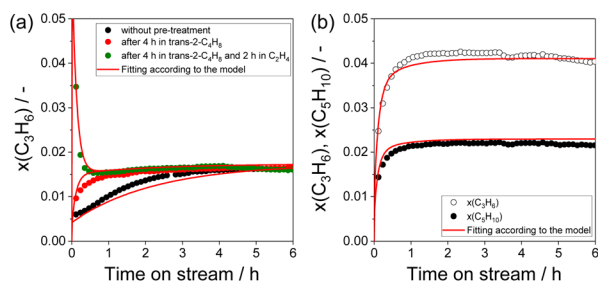 (a)
without pre-treatment
after 4 h in trans-2-C₄H₈
after 4 h in trans-2-C₄H₈ and 2 h in C₂H₄
Fitting according to the model
x(C₃H₆) / -
0.05
0.04
0.03
0.02
0.01
0.00
0 1 2 3 4 5 6
Time on stream / h
(b)
x(C₃H₆), x(C₅H₁₀) / -
0.05
0.04
0.03
0.02
0.01
0.00
x(C₃H₆)
x(C₅H₁₀)
Fitting according to the model
0 1 2 3 4 5 6
Time on stream / h